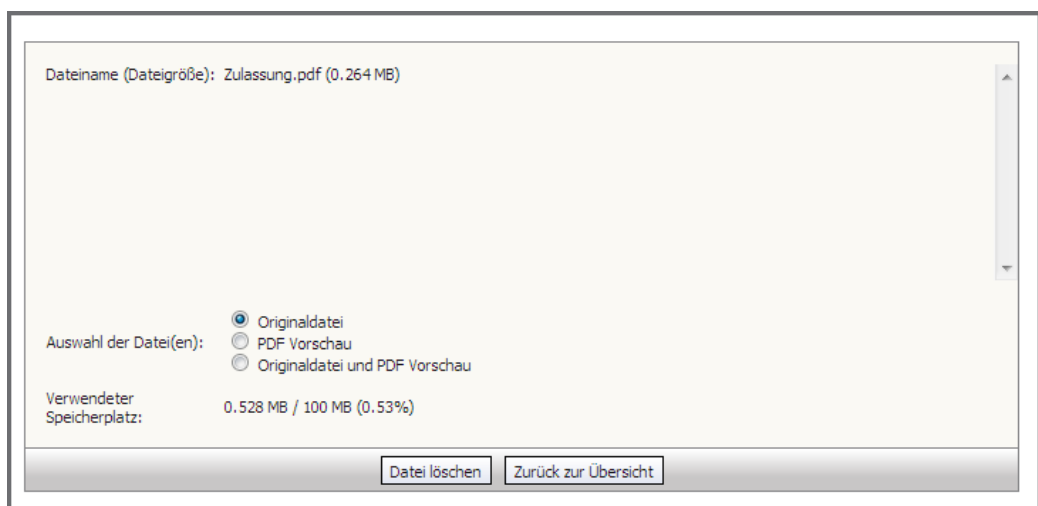 Dateiname (Dateigröße): Zulassung.pdf (0.264 MB)
Originaldatei
Auswahl der Datei(en): PDF Vorschau
Originaldatei und PDF Vorschau
Verwendeter
Speicherplatz: 0.528 MB / 100 MB (0.53%)
Datei löschen Zurück zur Übersicht